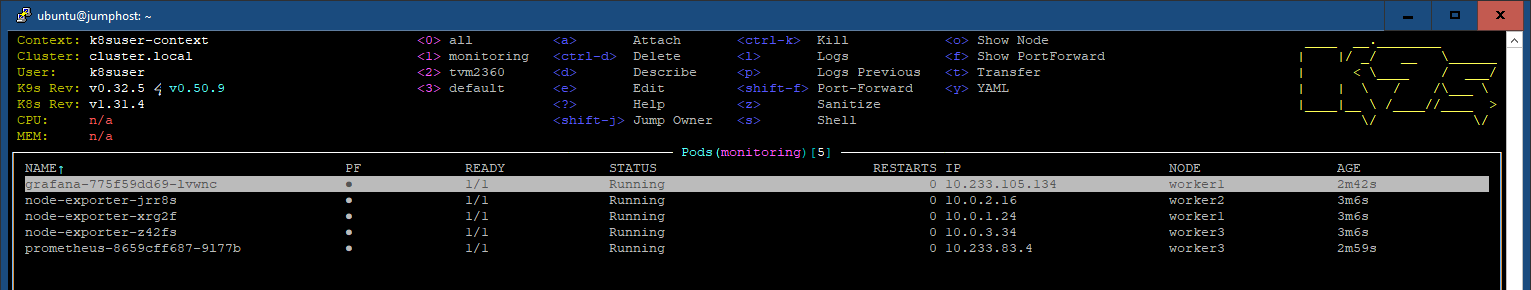 ubuntu@jumphost: ~
Context: k8suser-context <0> all <a> Attach <ctrl-k> Kill <o> Show Node
Cluster: cluster.local <1> monitoring <ctrl-d> Delete <l> Logs <f> Show PortForward
User: k8suser <2> tvm2360 <d> Describe <p> Logs Previous <t> Transfer
K9s Rev: v0.32.5 ⚡ v0.50.9 <3> default <e> Edit <shift-f> Port-Forward <y> YAML
K8s Rev: v1.31.4 <?> Help <z> Sanitize
CPU: n/a <shift-j> Jump Owner <s> Shell
MEM: n/a
Pods(monitoring)[5]
NAME↑ PF READY STATUS RESTARTS IP NODE AGE
grafana-775f59dd69-lvwnc ● 1/1 Running 0 10.233.105.134 worker1 2m42s
node-exporter-jrr8s ● 1/1 Running 0 10.0.2.16 worker2 3m6s
node-exporter-xrg2f ● 1/1 Running 0 10.0.1.24 worker1 3m6s
node-exporter-z42fs ● 1/1 Running 0 10.0.3.34 worker3 3m6s
prometheus-8659cff687-9177b ● 1/1 Running 0 10.233.83.4 worker3 2m59s